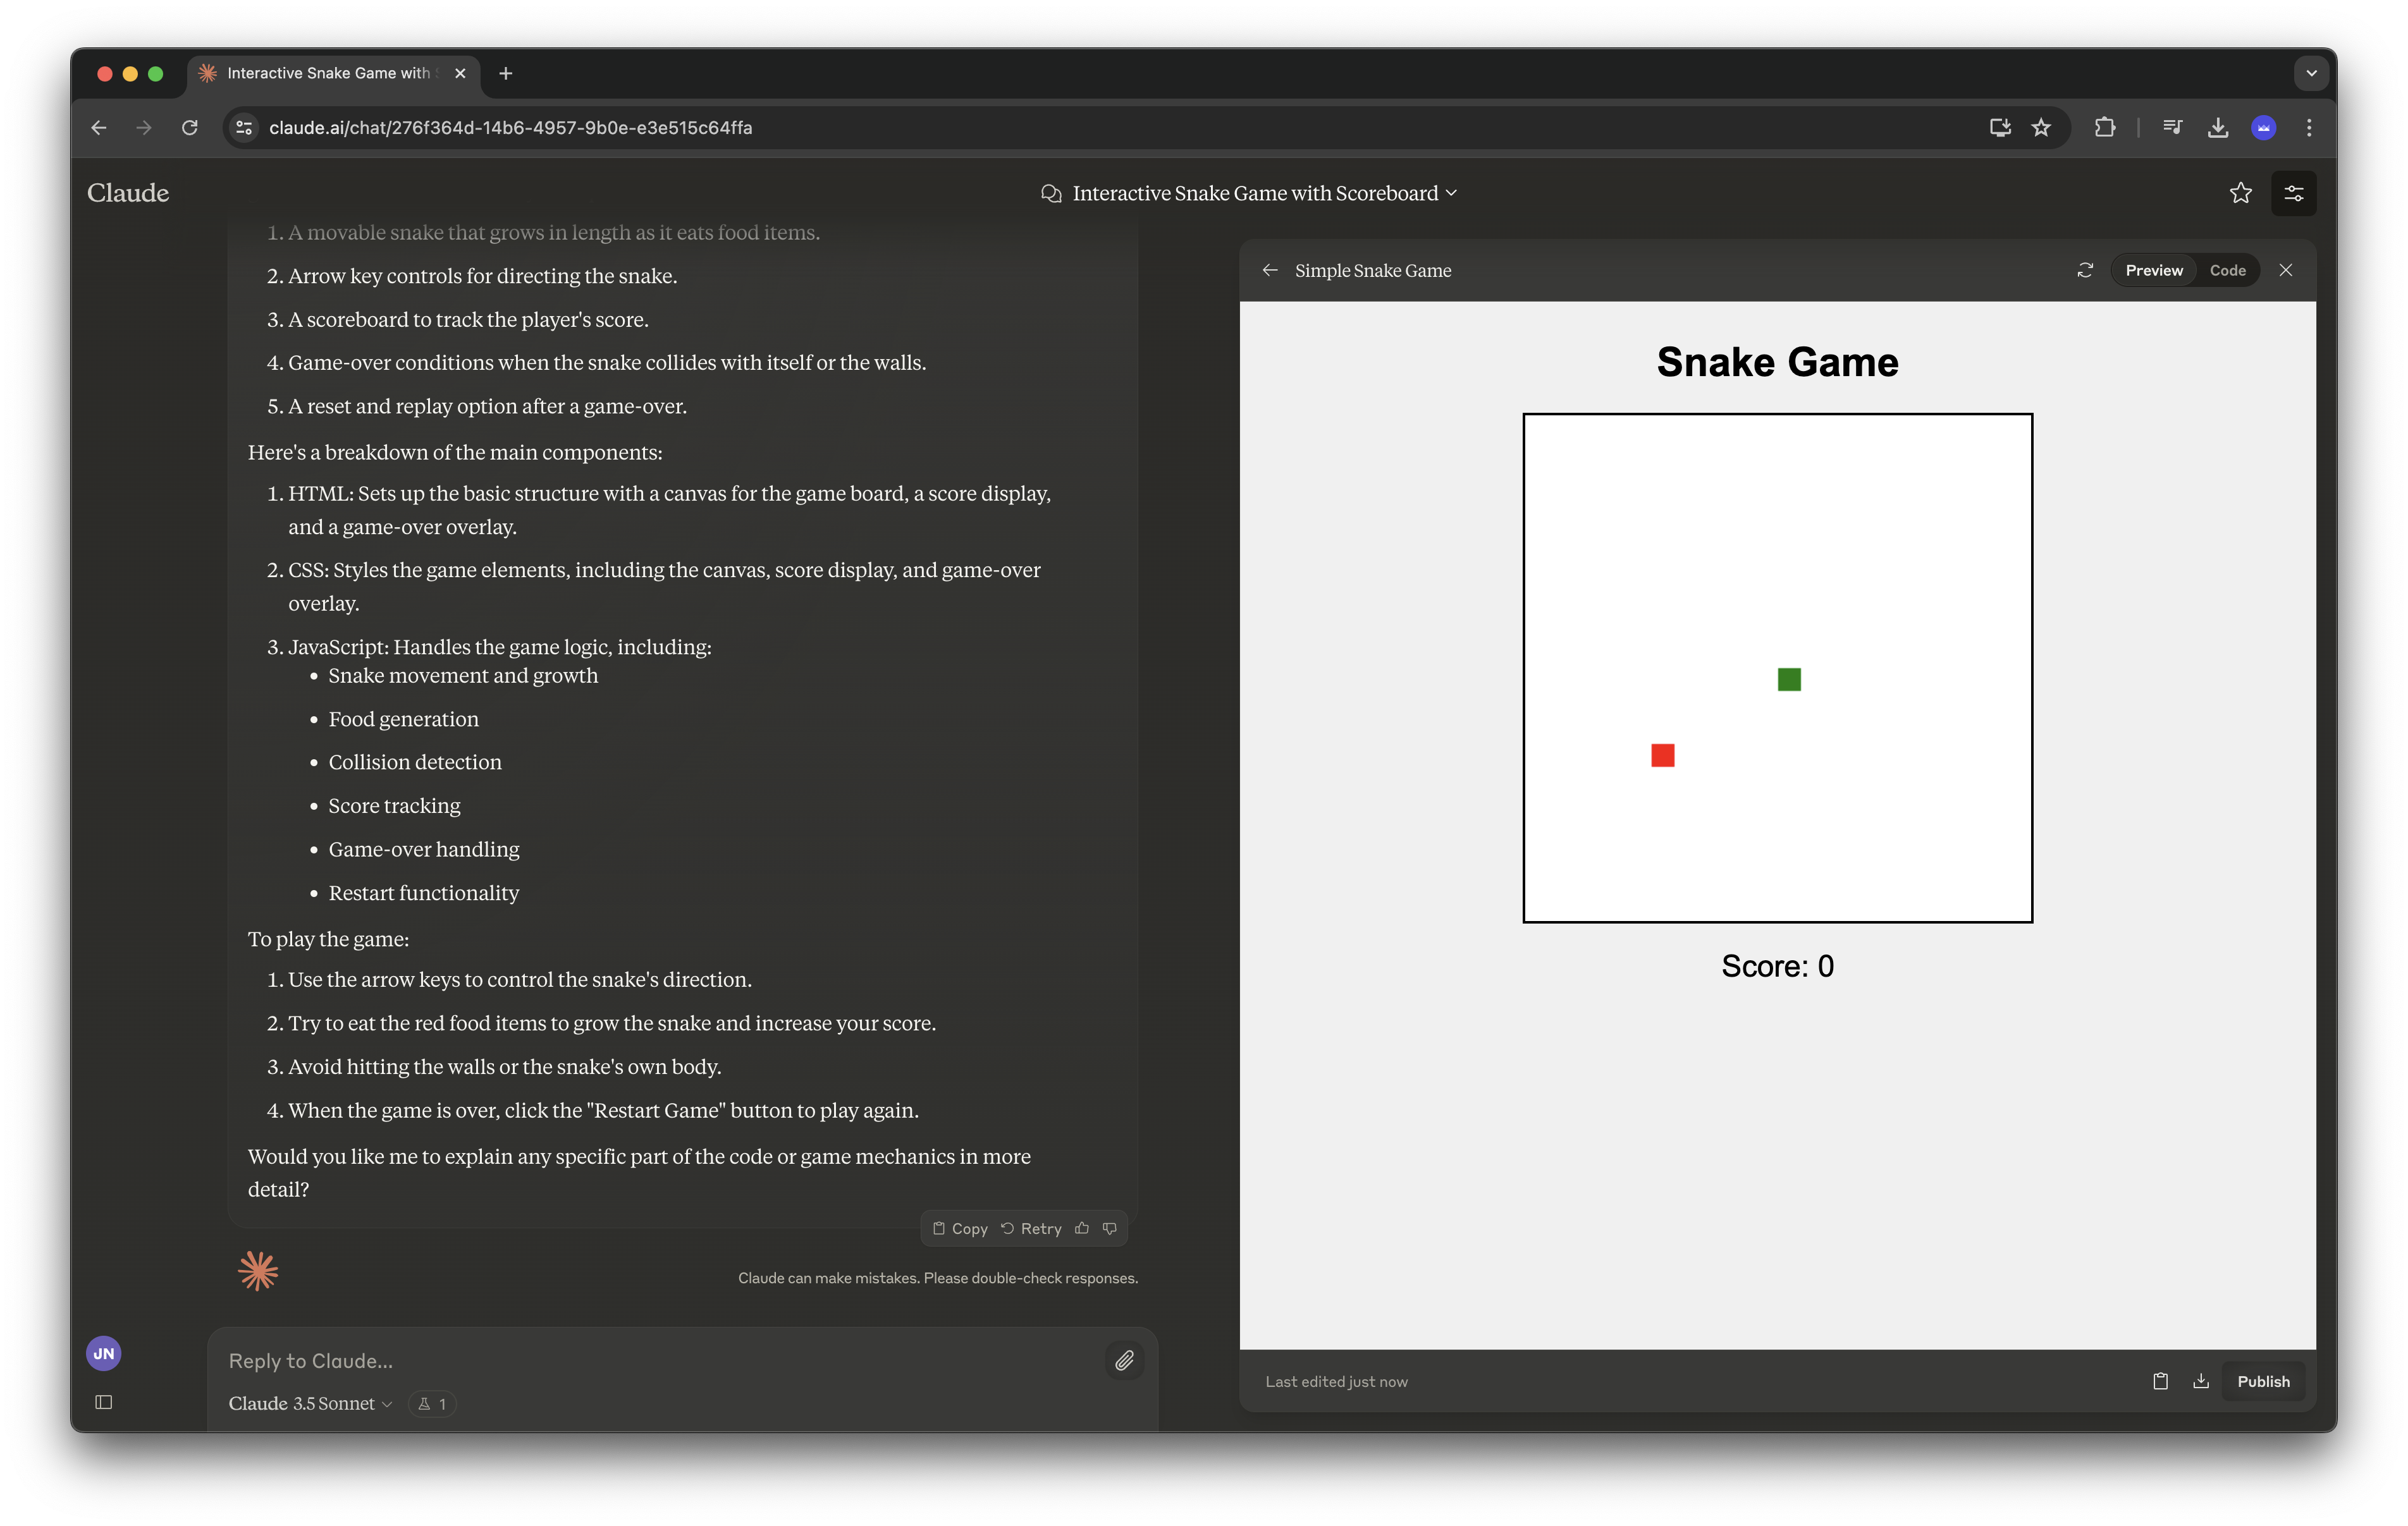 Interactive Snake Game with
claude.ai/chat/276f364d-14b6-4957-9b0e-e3e515c64ffa
Claude
Interactive Snake Game with Scoreboard
1. A movable snake that grows in length as it eats food items.
2. Arrow key controls for directing the snake.
3. A scoreboard to track the player's score.
4. Game-over conditions when the snake collides with itself or the walls.
5. A reset and replay option after a game-over.
Here's a breakdown of the main components:
1. HTML: Sets up the basic structure with a canvas for the game board, a score display,
and a game-over overlay.
2. CSS: Styles the game elements, including the canvas, score display, and game-over
overlay.
3. JavaScript: Handles the game logic, including:
• Snake movement and growth
• Food generation
• Collision detection
• Score tracking
• Game-over handling
• Restart functionality
To play the game:
1. Use the arrow keys to control the snake's direction.
2. Try to eat the red food items to grow the snake and increase your score.
3. Avoid hitting the walls or the snake's own body.
4. When the game is over, click the "Restart Game" button to play again.
Would you like me to explain any specific part of the code or game mechanics in more
detail?
Copy Retry
Claude can make mistakes. Please double-check responses.
JN
Reply to Claude...
Claude 3.5 Sonnet 1
Simple Snake Game
Preview Code
Snake Game
Score: 0
Last edited just now
Publish